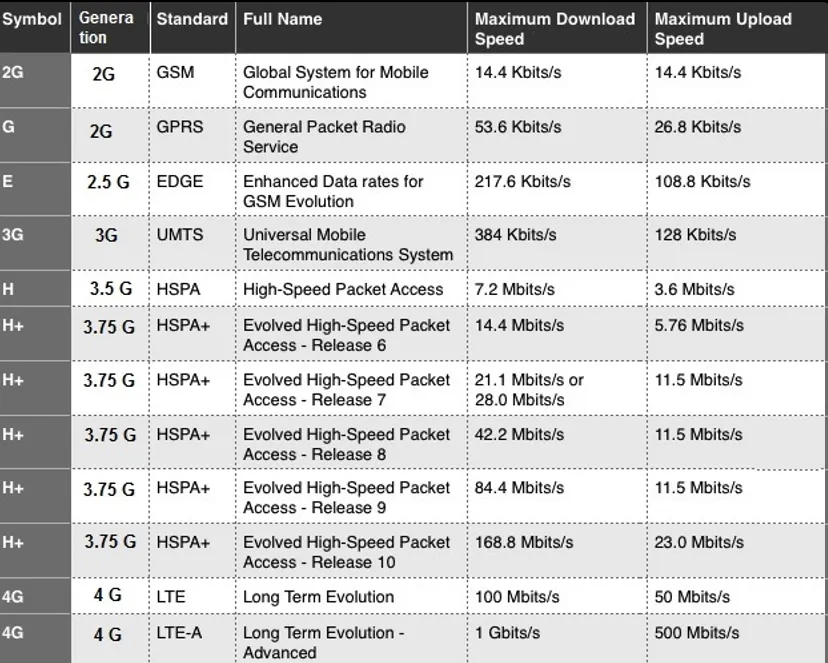 Symbol Genera Standard Full Name Maximum Download Maximum Upload
tion Speed Speed
2G 2G GSM Global System for Mobile 14.4 Kbits/s 14.4 Kbits/s
Communications
G 2G GPRS General Packet Radio 53.6 Kbits/s 26.8 Kbits/s
Service
E 2.5 G EDGE Enhanced Data rates for 217.6 Kbits/s 108.8 Kbits/s
GSM Evolution
3G 3G UMTS Universal Mobile 384 Kbits/s 128 Kbits/s
Telecommunications System
H 3.5 G HSPA High-Speed Packet Access 7.2 Mbits/s 3.6 Mbits/s
H+ 3.75 G HSPA+ Evolved High-Speed Packet 14.4 Mbits/s 5.76 Mbits/s
Access - Release 6
H+ 3.75 G HSPA+ Evolved High-Speed Packet 21.1 Mbits/s or 11.5 Mbits/s
Access - Release 7 28.0 Mbits/s
H+ 3.75 G HSPA+ Evolved High-Speed Packet 42.2 Mbits/s 11.5 Mbits/s
Access - Release 8
H+ 3.75 G HSPA+ Evolved High-Speed Packet 84.4 Mbits/s 11.5 Mbits/s
Access - Release 9
H+ 3.75 G HSPA+ Evolved High-Speed Packet 168.8 Mbits/s 23.0 Mbits/s
Access - Release 10
4G 4 G LTE Long Term Evolution 100 Mbits/s 50 Mbits/s
4G 4 G LTE-A Long Term Evolution - 1 Gbits/s 500 Mbits/s
Advanced